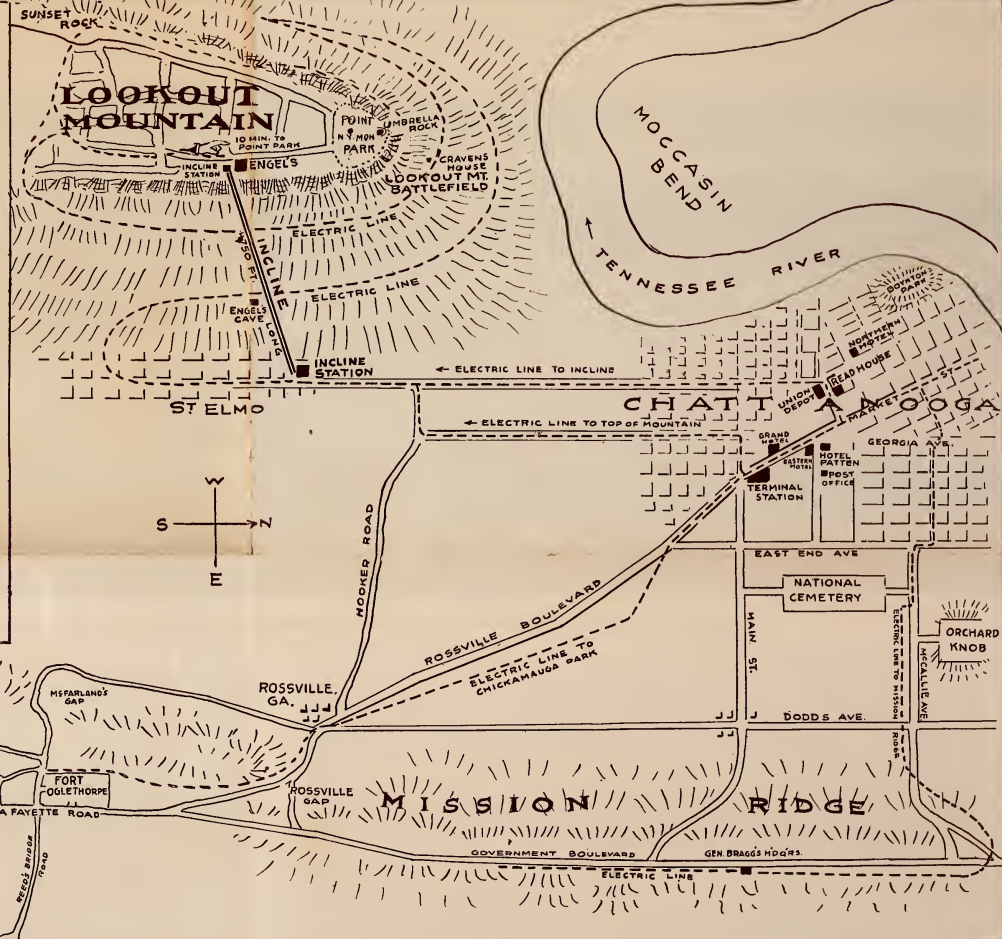 SUNSET
ROCK
LOOKOUT
MOUNTAIN
10 MIN. TO
POINT PARK
POINT
N.Y. MON.
PARK
UMBRELLA
ROCK
INCLINE
STATION
ENGEL'S
CRAVENS
HOUSE
LOOKOUT MT.
BATTLEFIELD
ELECTRIC LINE
INCLINE
4750 FT. LONG
ELECTRIC LINE
ENGELS
CAVE
INCLINE
STATION
ST ELMO
MOCCASIN
BEND
TENNESSEE RIVER
BOYNTON
PARK
NORTHERN
HOTEL
READ HOUSE
UNION
DEPOT
MARKET ST
ELECTRIC LINE TO INCLINE
CHATTANOOGA
ELECTRIC LINE TO TOP OF MOUNTAIN
GRAND
HOTEL
EASTERN
HOTEL
HOTEL
PATTEN
POST
OFFICE
GEORGIA AVE.
TERMINAL
STATION
W
S N
E
HOOKER ROAD
EAST END AVE
NATIONAL
CEMETERY
ROSSVILLE BOULEVARD
ELECTRIC LINE TO
CHICKAMAUGA PARK
MAIN ST.
ELECTRIC LINE TO MISSION RIDGE
McCALLIE AVE
ORCHARD
KNOB
McFARLAND'S
GAP
ROSSVILLE
GA.
DODDS AVE.
FORT
OGLETHORPE
ROSSVILLE
GAP
MISSION RIDGE
A FAYETTE ROAD
GOVERNMENT BOULEVARD
GEN. BRAGG'S HDQRS.
ELECTRIC LINE
REED'S BRIDGE
ROAD